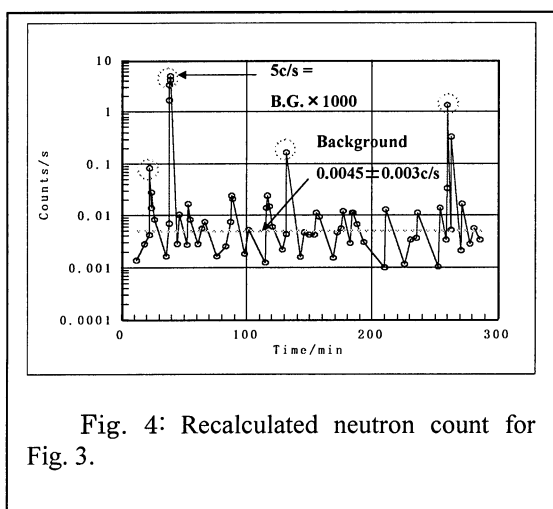 10
1
0.1
0.01
0.001
0.0001
Counts/s
5c/s =
B.G. × 1000
Background
0.0045±0.003c/s
0
100
200
300
Time/min
Fig. 4: Recalculated neutron count for
Fig. 3.